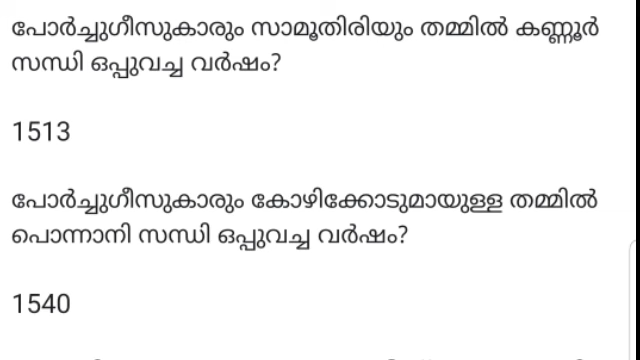 പോർച്ചുഗീസുകാരും സാമൂതിരിയും തമ്മിൽ കണ്ണൂർ
സന്ധി ഒപ്പുവച്ച വർഷം?
1513
പോർച്ചുഗീസുകാരും കോഴിക്കോടുമായുള്ള തമ്മിൽ
പൊന്നാനി സന്ധി ഒപ്പുവച്ച വർഷം?
1540